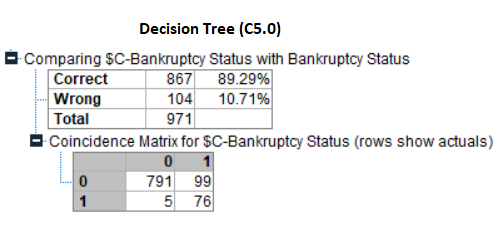 Decision Tree (C5.0)
Comparing $C-Bankruptcy Status with Bankruptcy Status
Correct 867 89.29%
Wrong 104 10.71%
Total 971
Coincidence Matrix for $C-Bankruptcy Status (rows show actuals)
0 1
0 791 99
1 5 76